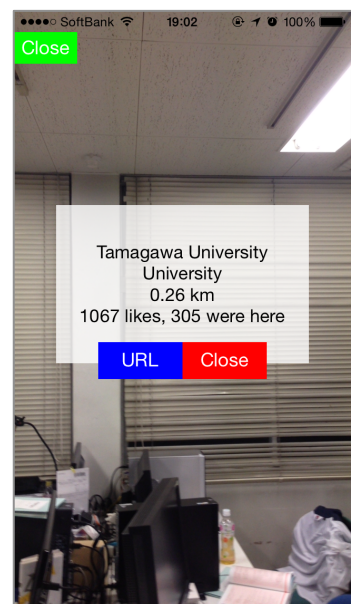 SoftBank 19:02 100%
Close
Tamagawa University
University
0.26 km
1067 likes, 305 were here
URL Close